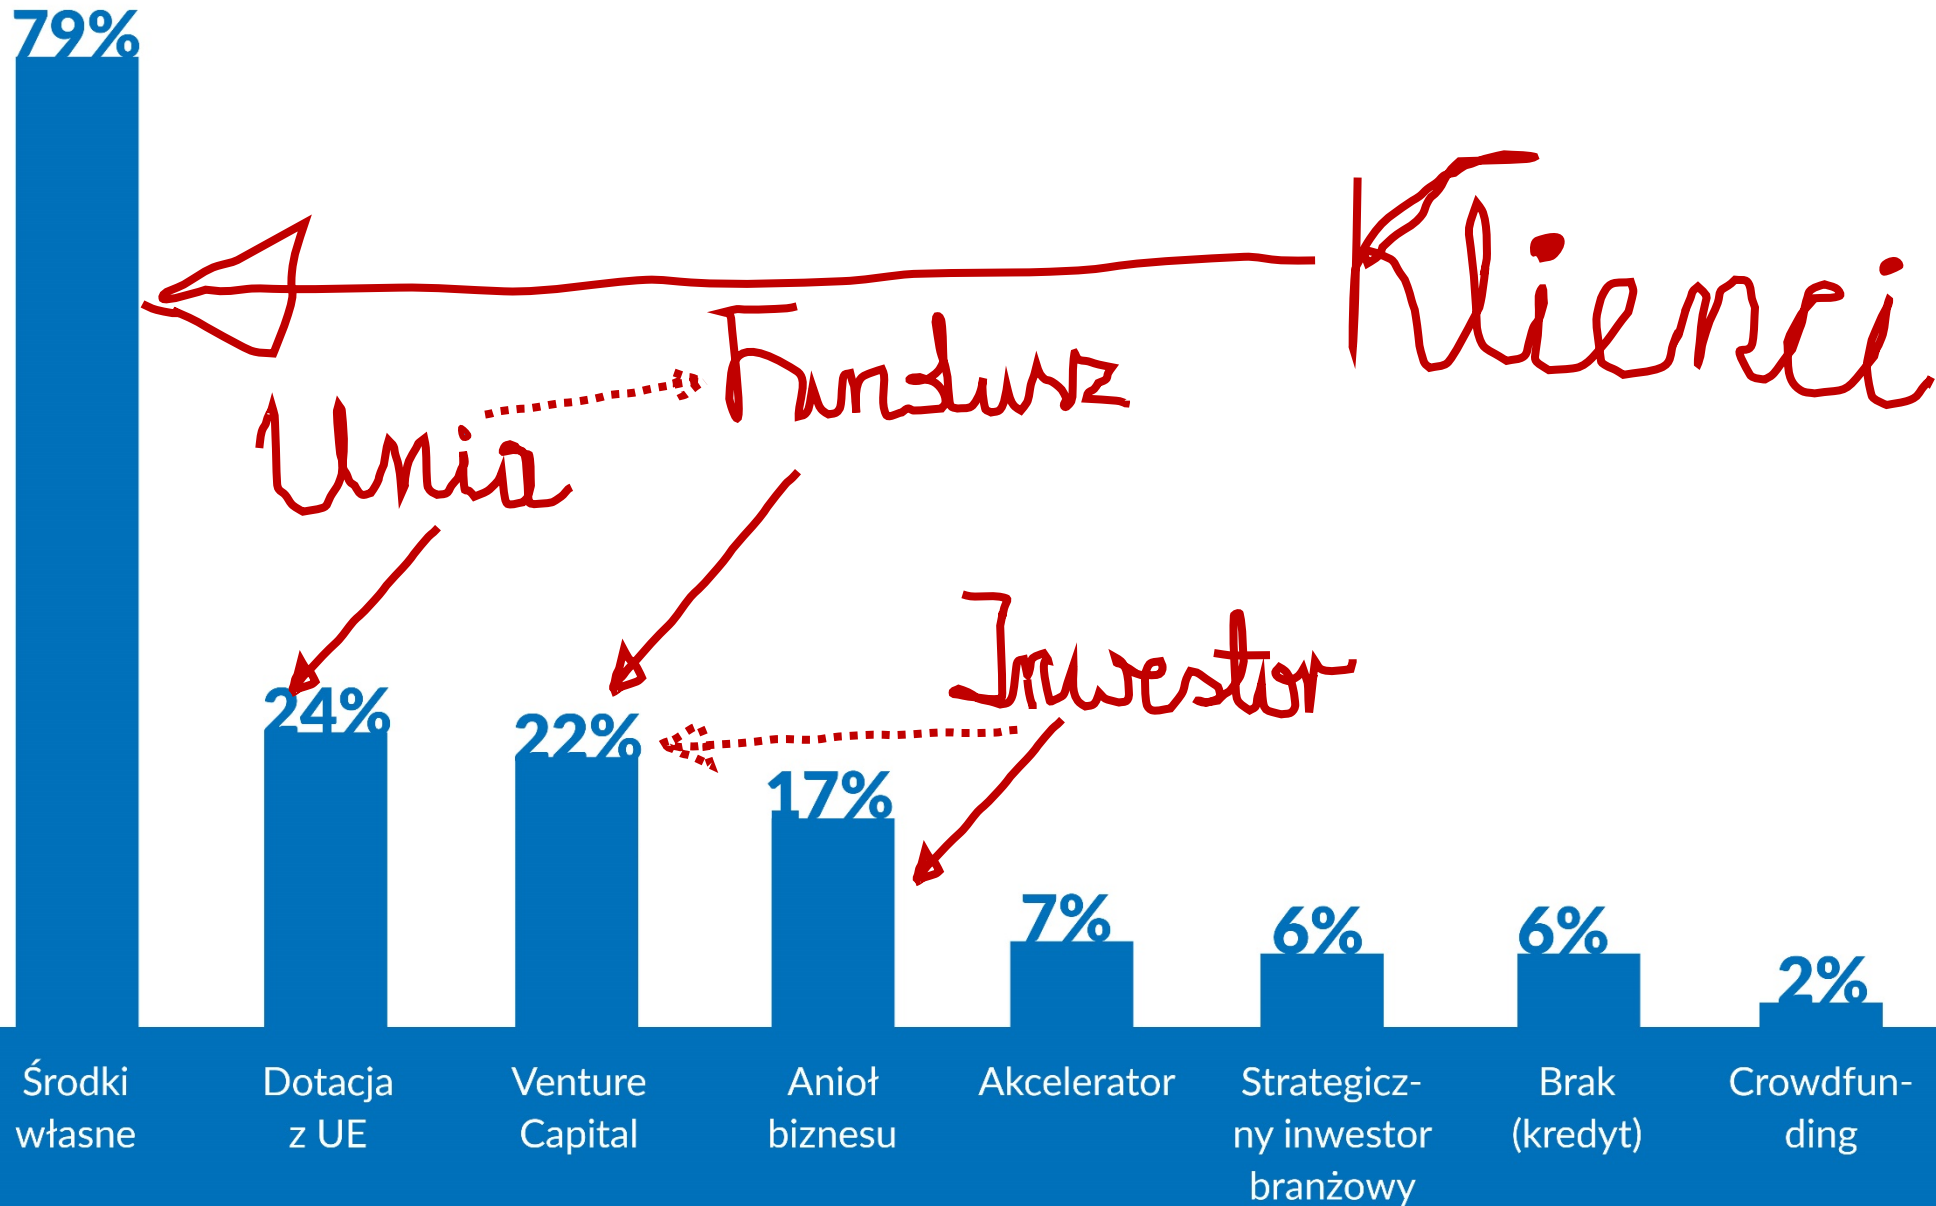 79%
Klienci
Fundusz
Unia
Inwestor
24%
22%
17%
7%
6%
6%
2%
Środki
własne
Dotacja
z UE
Venture
Capital
Anioł
biznesu
Akcelerator
Strategicz-
ny inwestor
branżowy
Brak
(kredyt)
Crowdfun-
ding